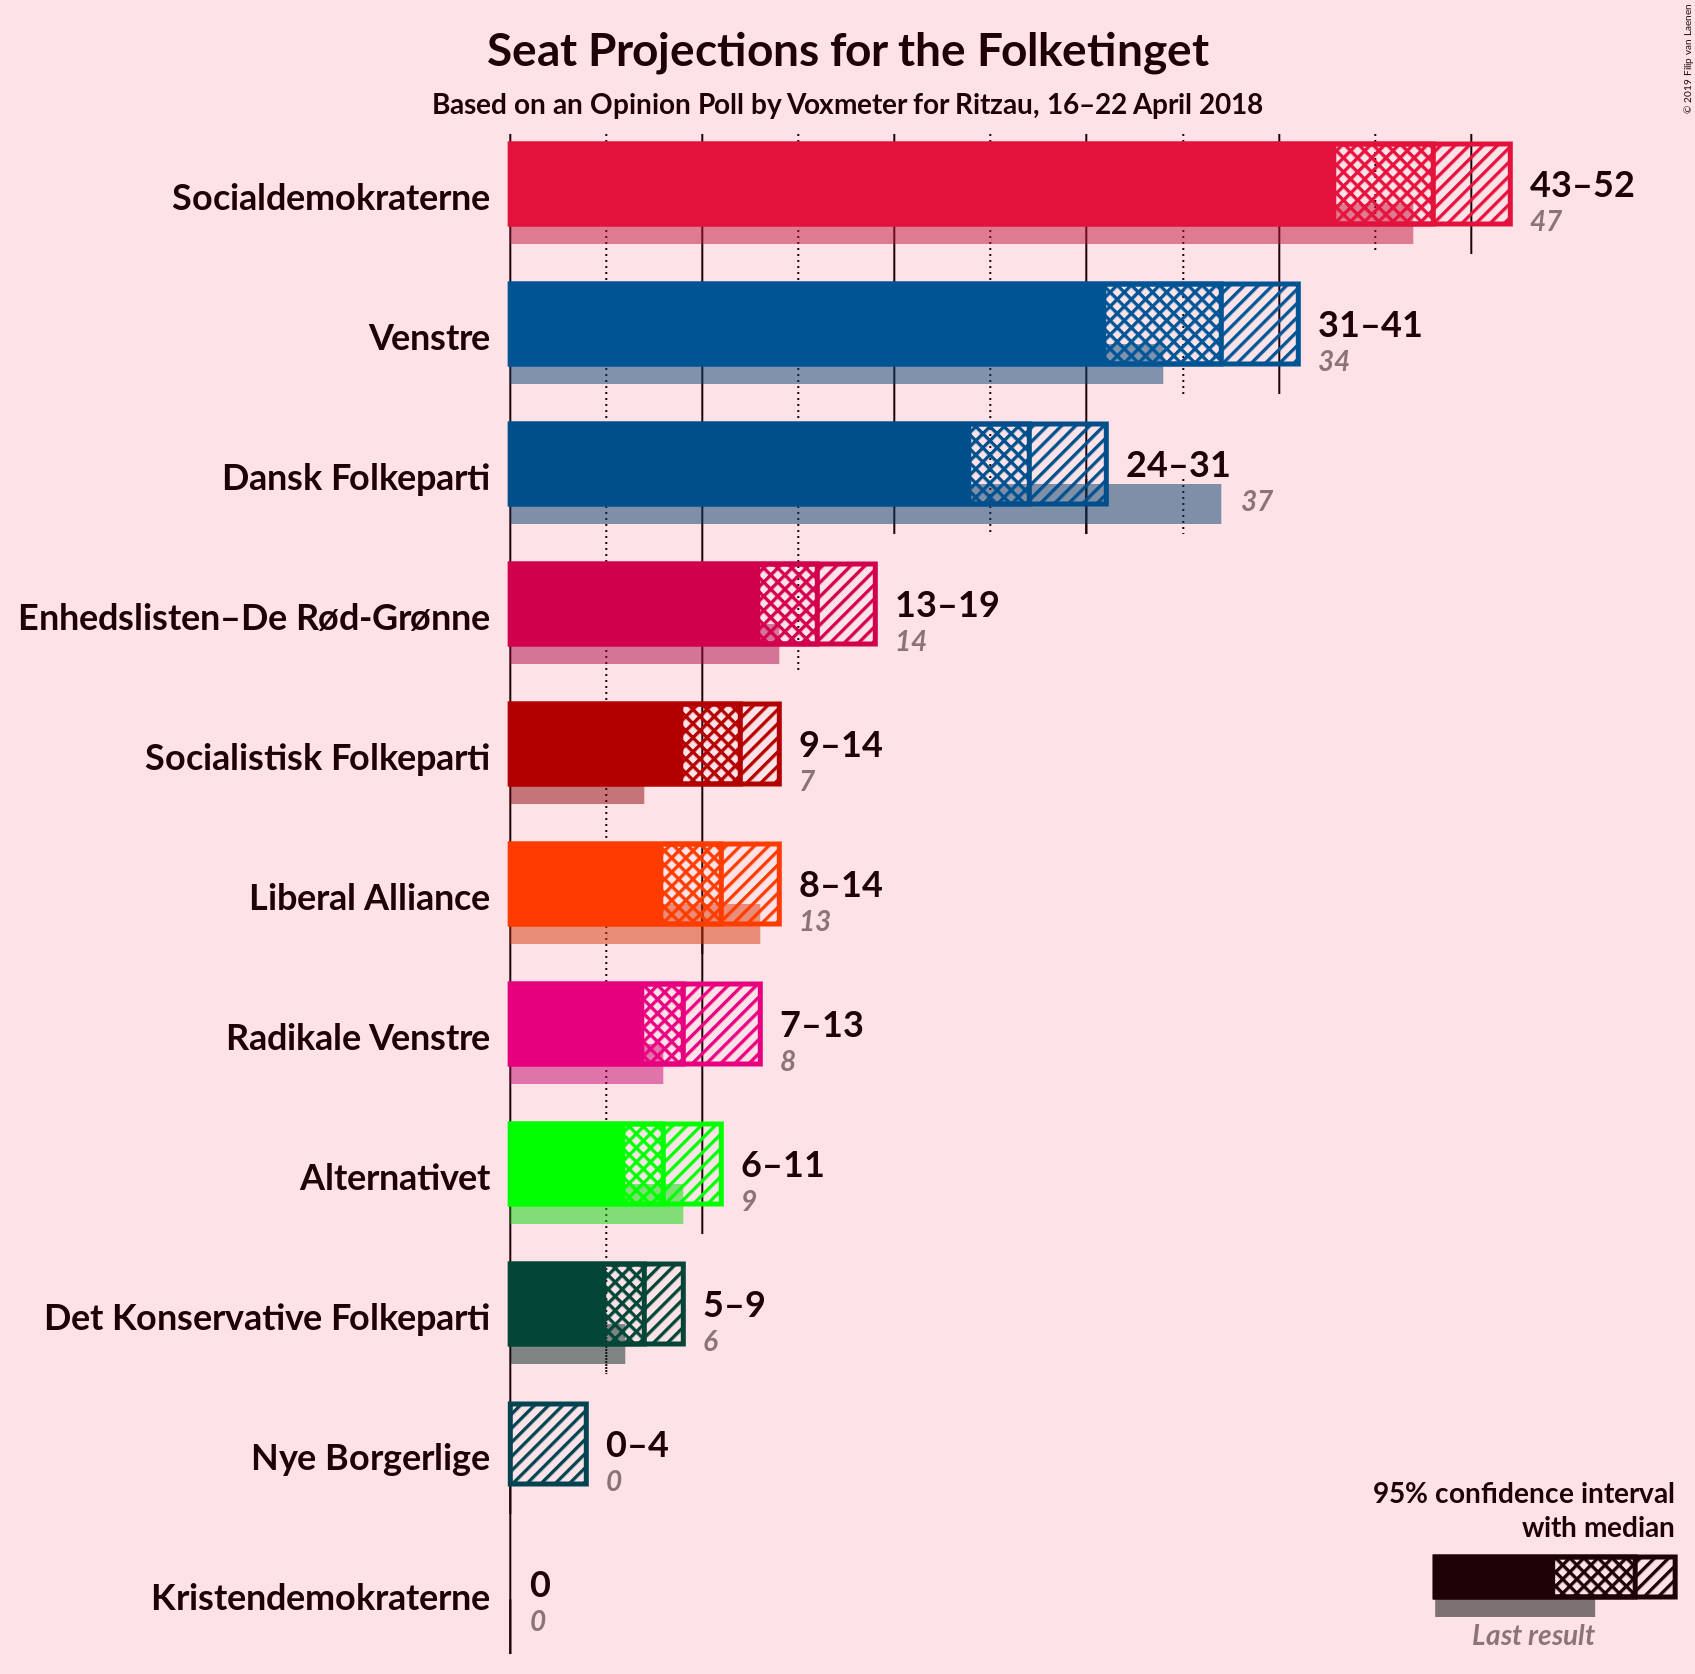 Seat Projections for the Folketinget
Based on an Opinion Poll by Voxmeter for Ritzau, 16–22 April 2018
© 2019 Filip van Laenen
Socialdemokraterne
43–52
47
Venstre
31–41
34
Dansk Folkeparti
24–31
37
Enhedslisten–De Rød-Grønne
13–19
14
Socialistisk Folkeparti
9–14
7
Liberal Alliance
8–14
13
Radikale Venstre
7–13
8
Alternativet
6–11
9
Det Konservative Folkeparti
5–9
6
Nye Borgerlige
0–4
0
Kristendemokraterne
0
0
95% confidence interval
with median
Last result